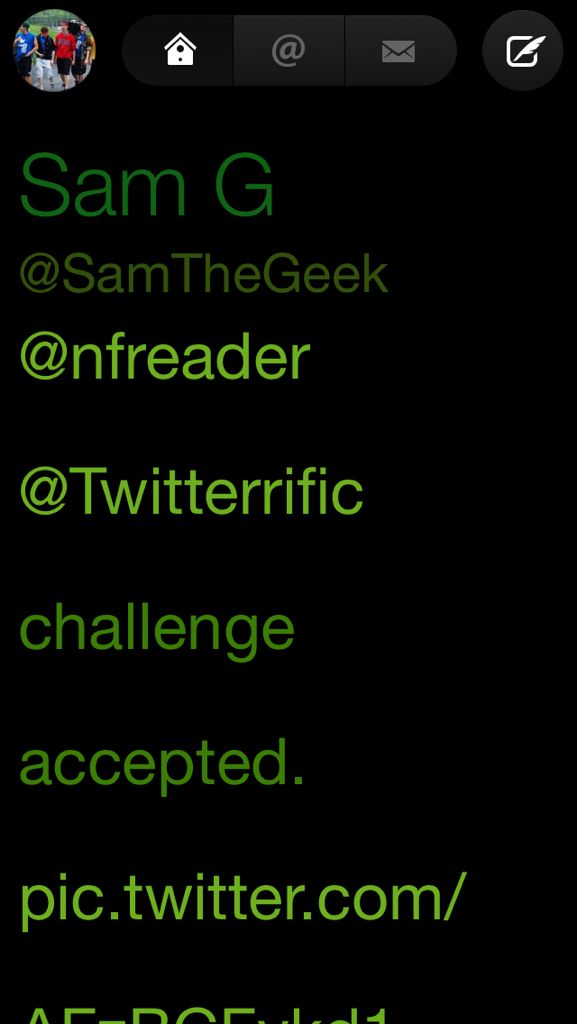 @
Sam G
@SamTheGeek
@nfreader
@Twitterrific
challenge
accepted.
pic.twitter.com/